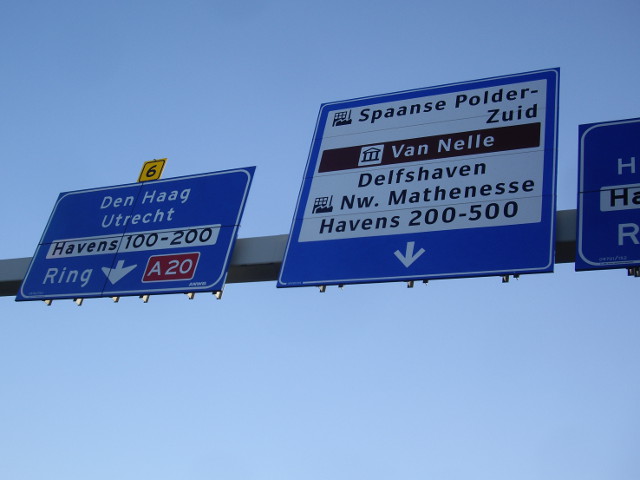 6
Den Haag
Utrecht
Havens 100-200
Ring A20
Spaanse Polder-
Zuid
Van Nelle
Delfshaven
Nw. Mathenesse
Havens 200-500
H
Ha
R